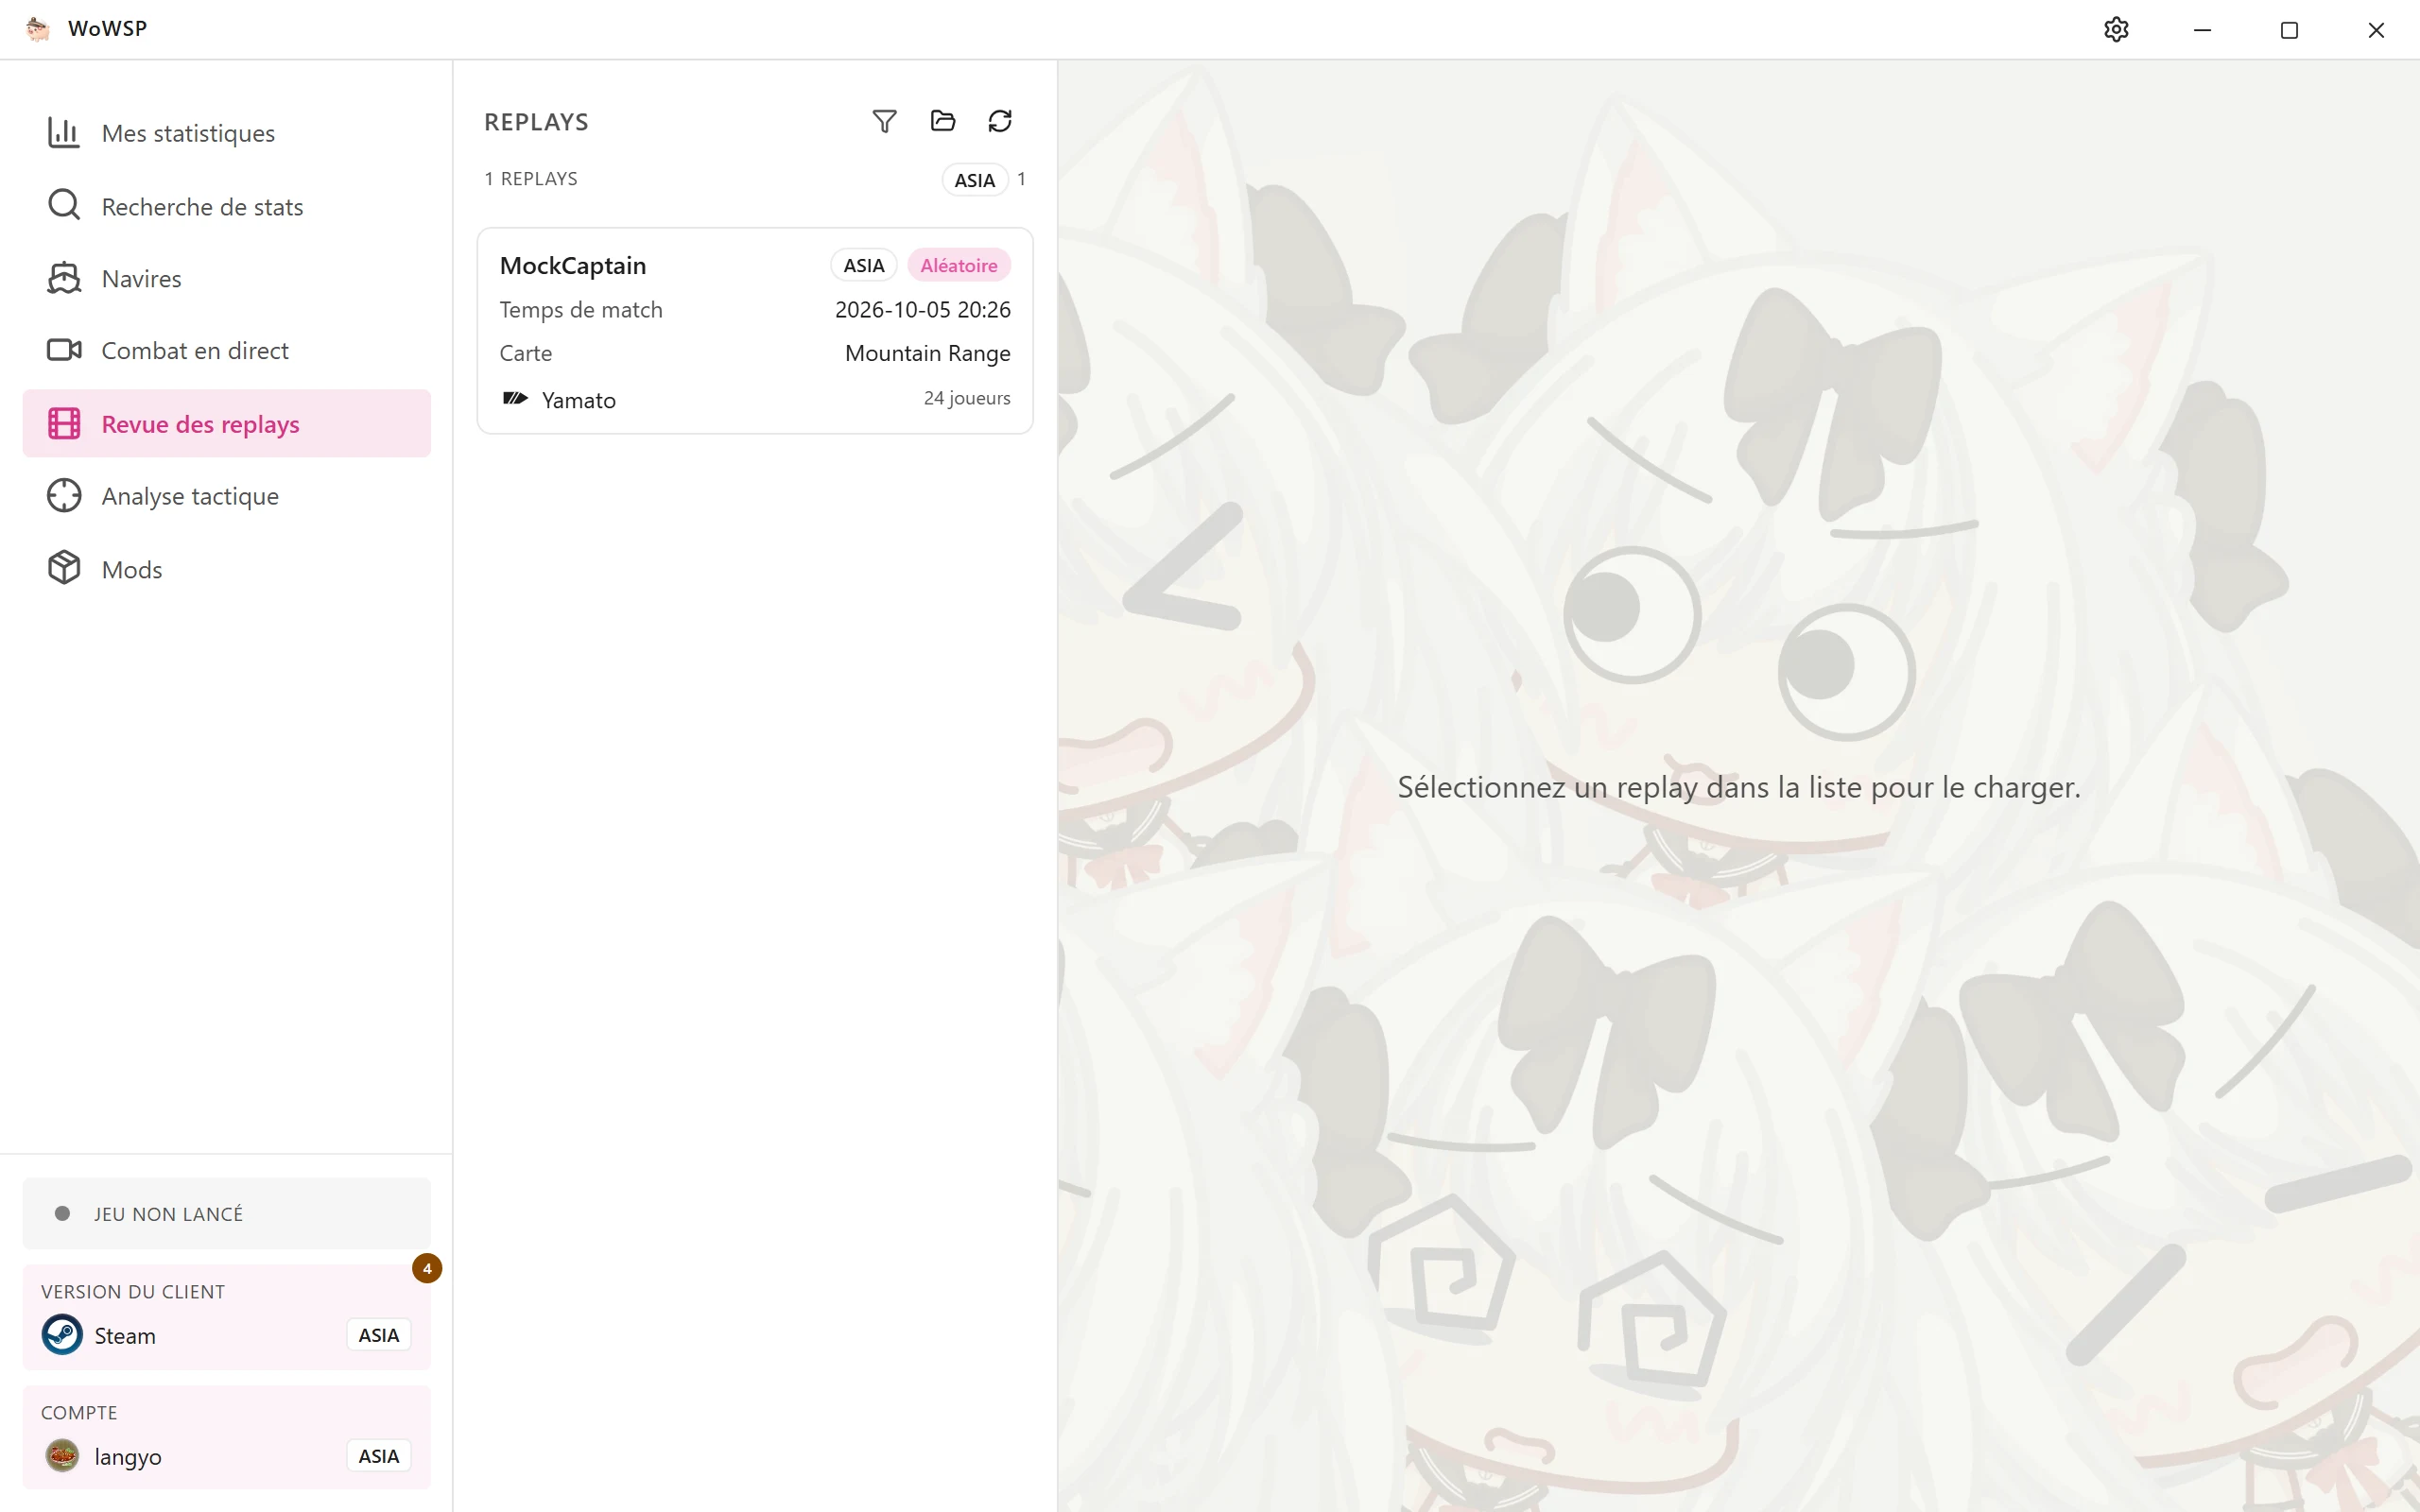 WoWSP
Mes statistiques
Recherche de stats
Navires
Combat en direct
Revue des replays
Analyse tactique
Mods
JEU NON LANCÉ
4
VERSION DU CLIENT
Steam ASIA
COMPTE
langyo ASIA
REPLAYS
1 REPLAYS ASIA 1
MockCaptain ASIA Aléatoire
Temps de match 2026-10-05 20:26
Carte Mountain Range
Yamato 24 joueurs
Sélectionnez un replay dans la liste pour le charger.